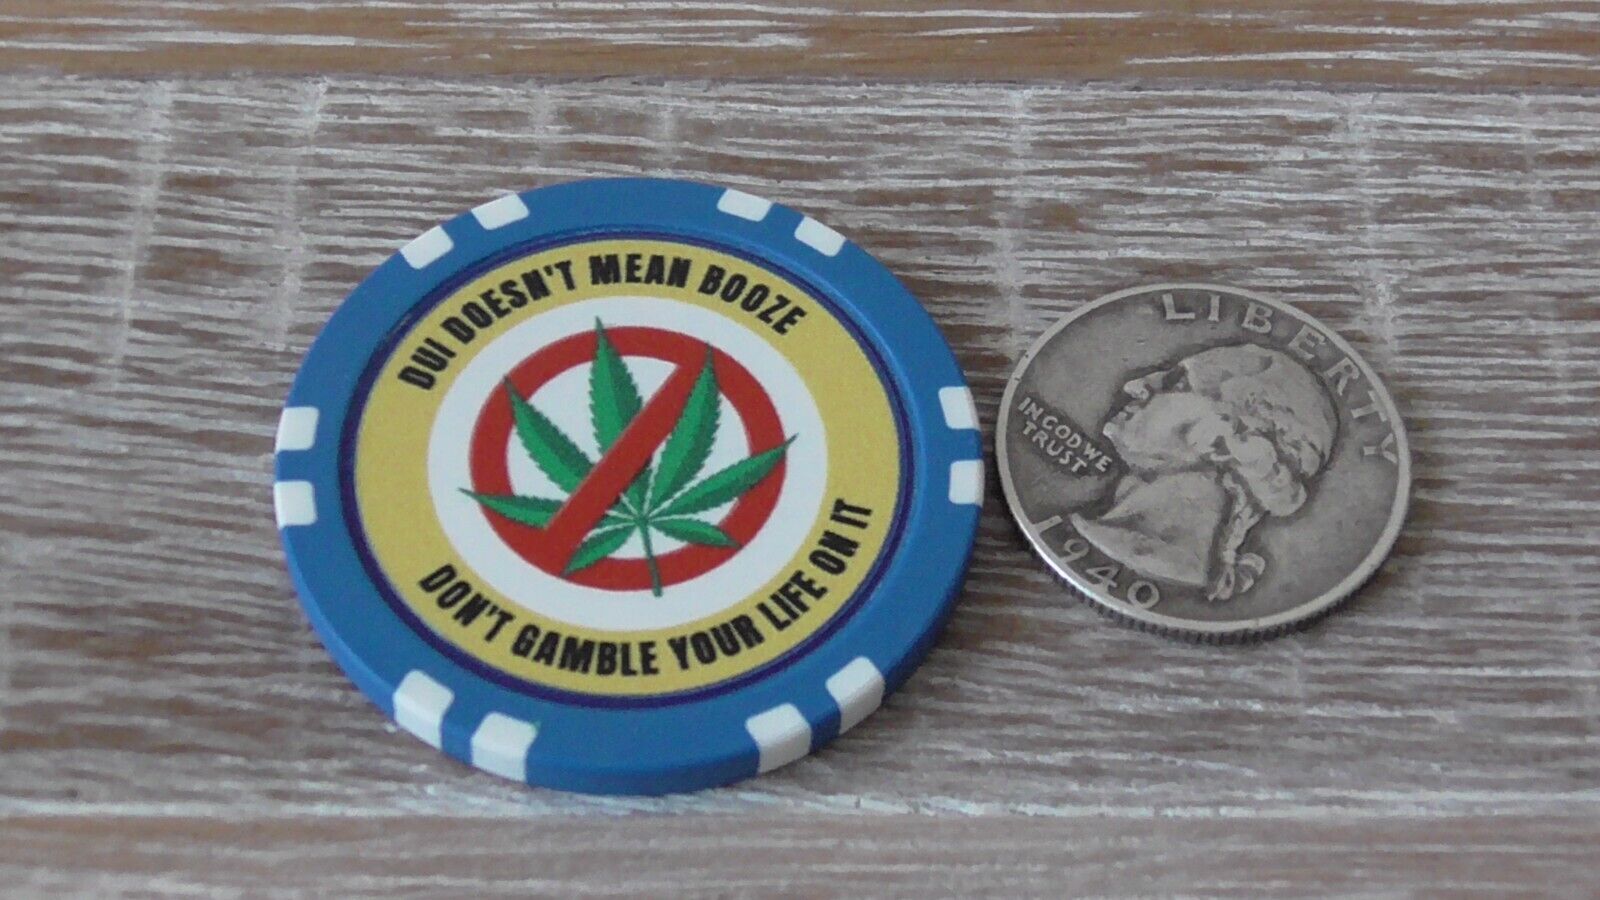 DUI DOESN'T MEAN BOOZE
DON'T GAMBLE YOUR LIFE ON IT
LIBERTY
IN GOD WE
TRUST
1940